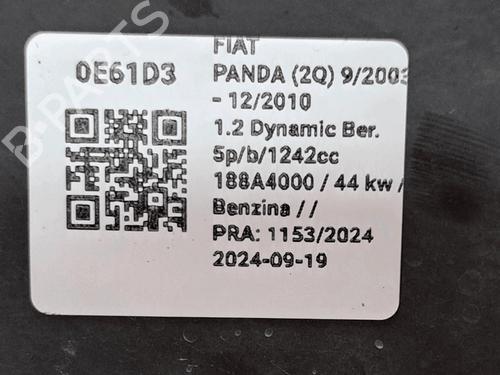 0E61D3
FIAT
PANDA (2Q) 9/2003
- 12/2010
1.2 Dynamic Ber.
5p/b/1242cc
188A4000 / 44 kw /
Benzina / /
PRA: 1153/2024
2024-09-19
B-PARTS